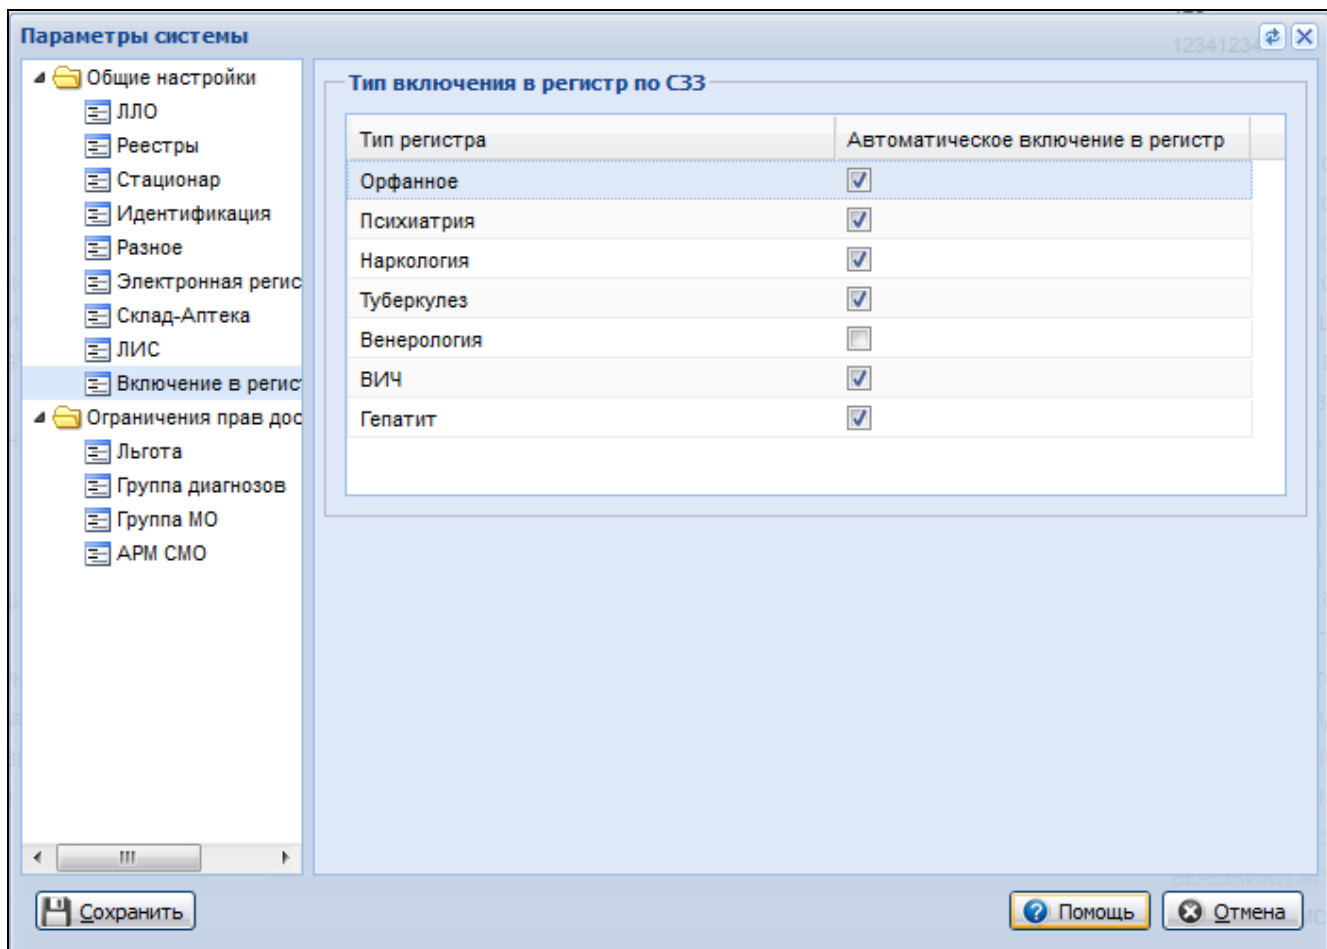 Параметры системы
Общие настройки
ЛЛО
Реестры
Стационар
Идентификация
Разное
Электронная регис
Склад-Аптека
ЛИС
Включение в регис
Ограничения прав дос
Льгота
Группа диагнозов
Группа МО
АРМ СМО
Тип включения в регистр по СЗЗ
Тип регистра Автоматическое включение в регистр
Орфанное
Психиатрия
Наркология
Туберкулез
Венерология
ВИЧ
Гепатит
Сохранить
Помощь
Отмена